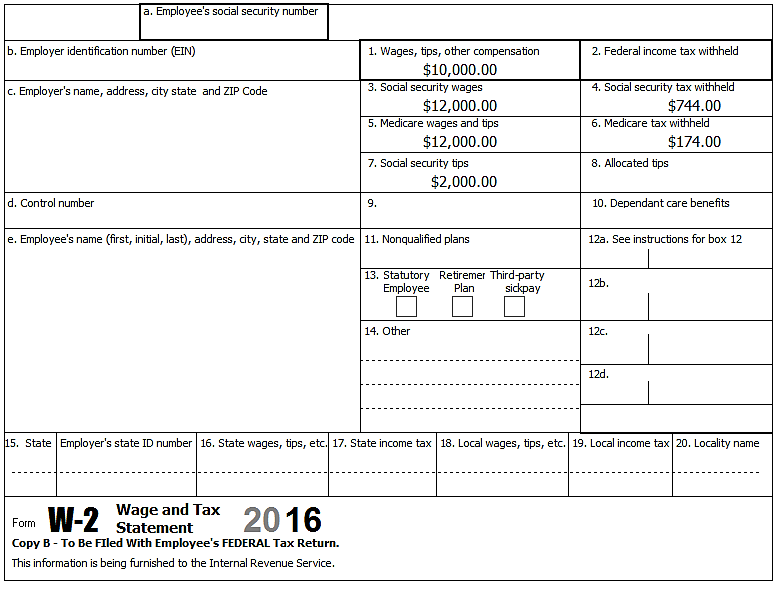 a. Employee's social security number
b. Employer identification number (EIN)
1. Wages, tips, other compensation
$10,000.00
2. Federal income tax withheld
c. Employer's name, address, city state and ZIP Code
3. Social security wages
$12,000.00
4. Social security tax withheld
$744.00
5. Medicare wages and tips
$12,000.00
6. Medicare tax withheld
$174.00
7. Social security tips
$2,000.00
8. Allocated tips
d. Control number
9.
10. Dependant care benefits
e. Employee's name (first, initial, last), address, city, state and ZIP code
11. Nonqualified plans
12a. See instructions for box 12
13. Statutory Employee
Retiremer Plan
Third-party sickpay
12b.
14. Other
12c.
12d.
15. State
Employer's state ID number
16. State wages, tips, etc.
17. State income tax
18. Local wages, tips, etc.
19. Local income tax
20. Locality name
Form W-2 Wage and Tax Statement 2016
Copy B - To Be FIled With Employee's FEDERAL Tax Return.
This information is being furnished to the Internal Revenue Service.